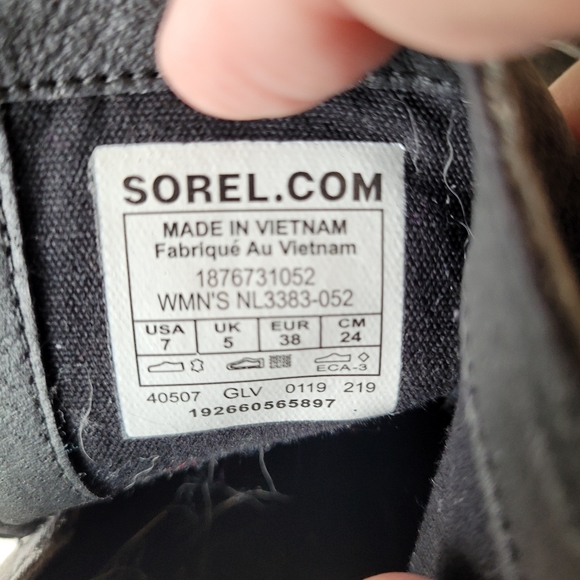 SOREL.COM
MADE IN VIETNAM
Fabriqué Au Vietnam
1876731052
WMN'S NL3383-052
USA UK EUR CM
7 5 38 24
ECA-3
40507 GLV 0119 219
192660565897